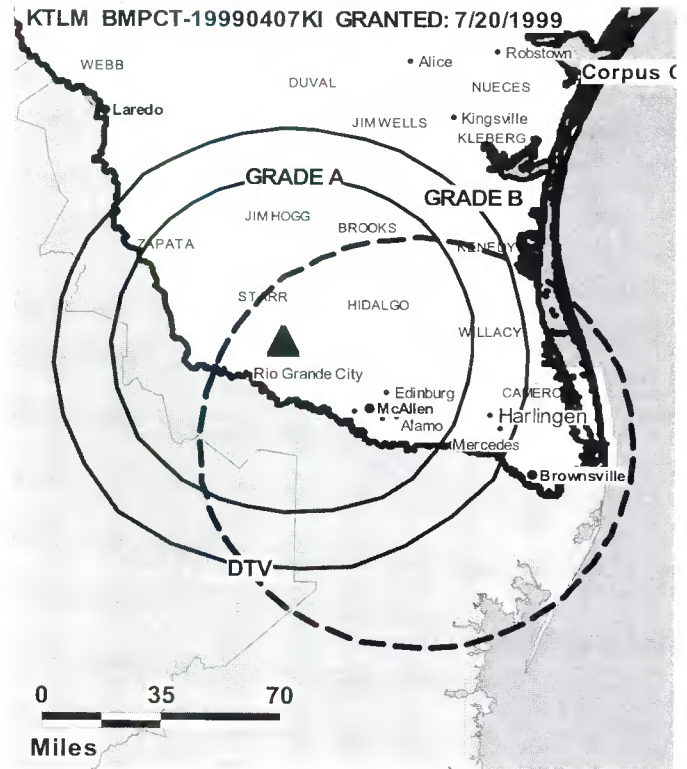 KTLM BMPCT-19990407KI GRANTED: 7/20/1999
WEBB
Alice
Robstown
DUVAL
Corpus C
NUECES
Laredo
JIM WELLS
Kingsville
KLEBERG
GRADE A
GRADE B
JIM HOGG
BROOKS
ZAPATA
KENEDY
STARR
HIDALGO
WILLACY
Rio Grande City
Edinburg
CAMERO
McAllen
Harlingen
Alamo
Mercedes
Brownsville
DTV
0 35 70
Miles